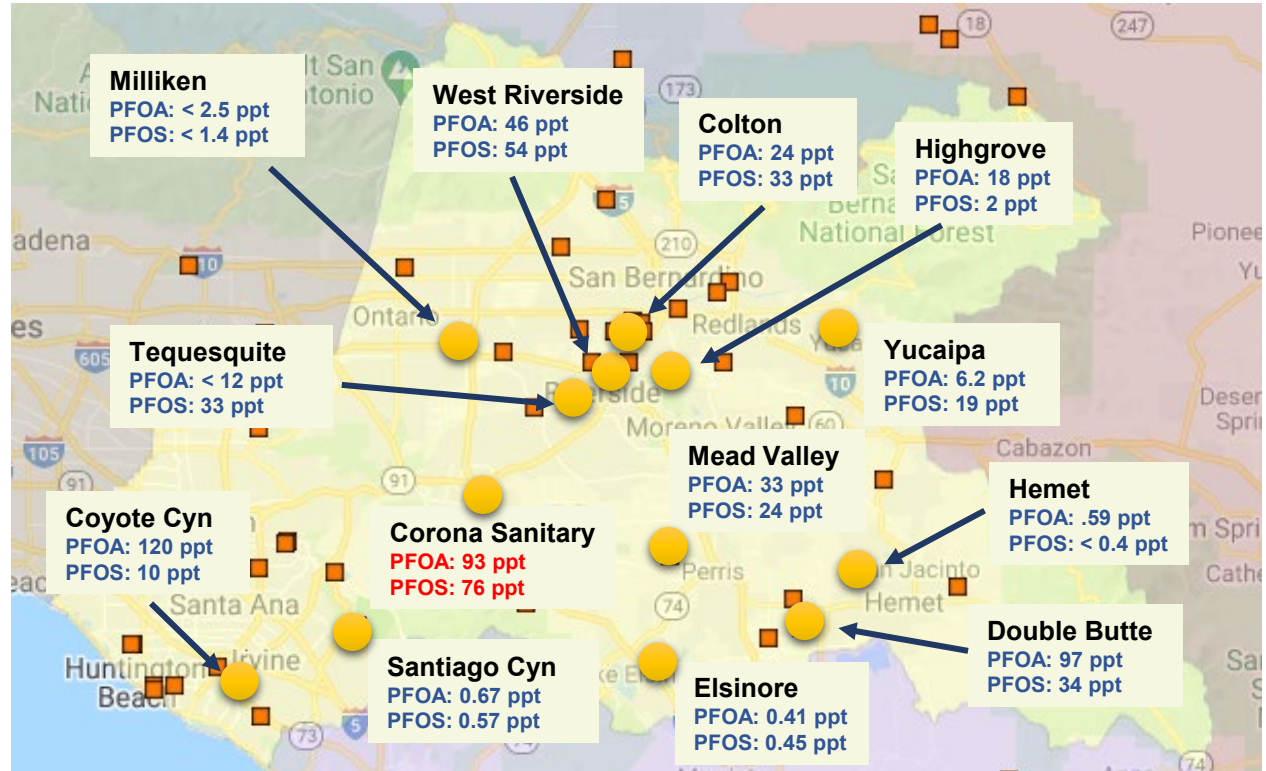 18
247
Milliken
PFOA: < 2.5 ppt
PFOS: < 1.4 ppt
West Riverside
PFOA: 46 ppt
PFOS: 54 ppt
173
Colton
PFOA: 24 ppt
PFOS: 33 ppt
Highgrove
PFOA: 18 ppt
PFOS: 2 ppt
National Forest
5
10
210
San Bernardino
Ontario
Redlands
605
Tequesquite
PFOA: < 12 ppt
PFOS: 33 ppt
Yucaipa
PFOA: 6.2 ppt
PFOS: 19 ppt
10
Moreno Valley
60
105
91
91
Cabazon
Mead Valley
PFOA: 33 ppt
PFOS: 24 ppt
Hemet
PFOA: .59 ppt
PFOS: < 0.4 ppt
Coyote Cyn
PFOA: 120 ppt
PFOS: 10 ppt
Corona Sanitary
PFOA: 93 ppt
PFOS: 76 ppt
Perris
Jacinto
Hemet
Santa Ana
74
Double Butte
PFOA: 97 ppt
PFOS: 34 ppt
Huntington
Beach
Irvine
Santiago Cyn
PFOA: 0.67 ppt
PFOS: 0.57 ppt
Elsinore
PFOA: 0.41 ppt
PFOS: 0.45 ppt
73
5
74
74